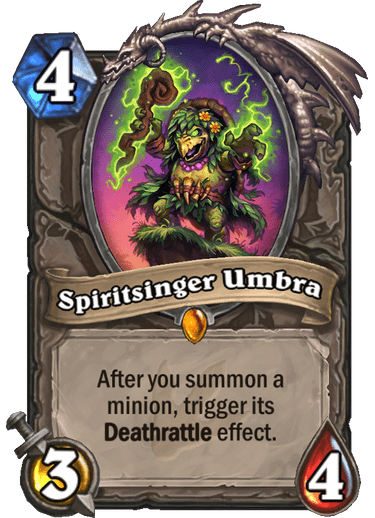 4
Spiritsinger Umbra
After you summon a
minion, trigger its
Deathrattle effect.
3
4